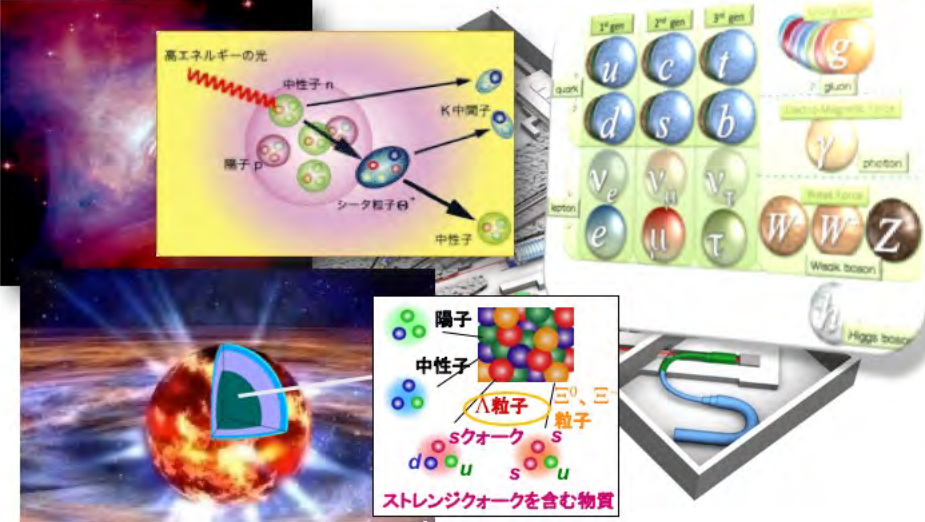 高エネルギーの光
中性子 n
K中間子
陽子 p
シータ粒子Θ⁺
中性子
1st gen
2nd gen
3rd gen
quark
u
c
t
d
s
b
lepton
νe
νμ
ντ
e
μ
τ
g
gluon
Electro-Magnetic Force
γ
photon
Weak Force
Z
Weak boson
h
陽子
中性子
Λ粒子
Ξ⁰、Ξ⁻
粒子
sクォーク
s
d
u
s
u
ストレンジクォークを含む物質